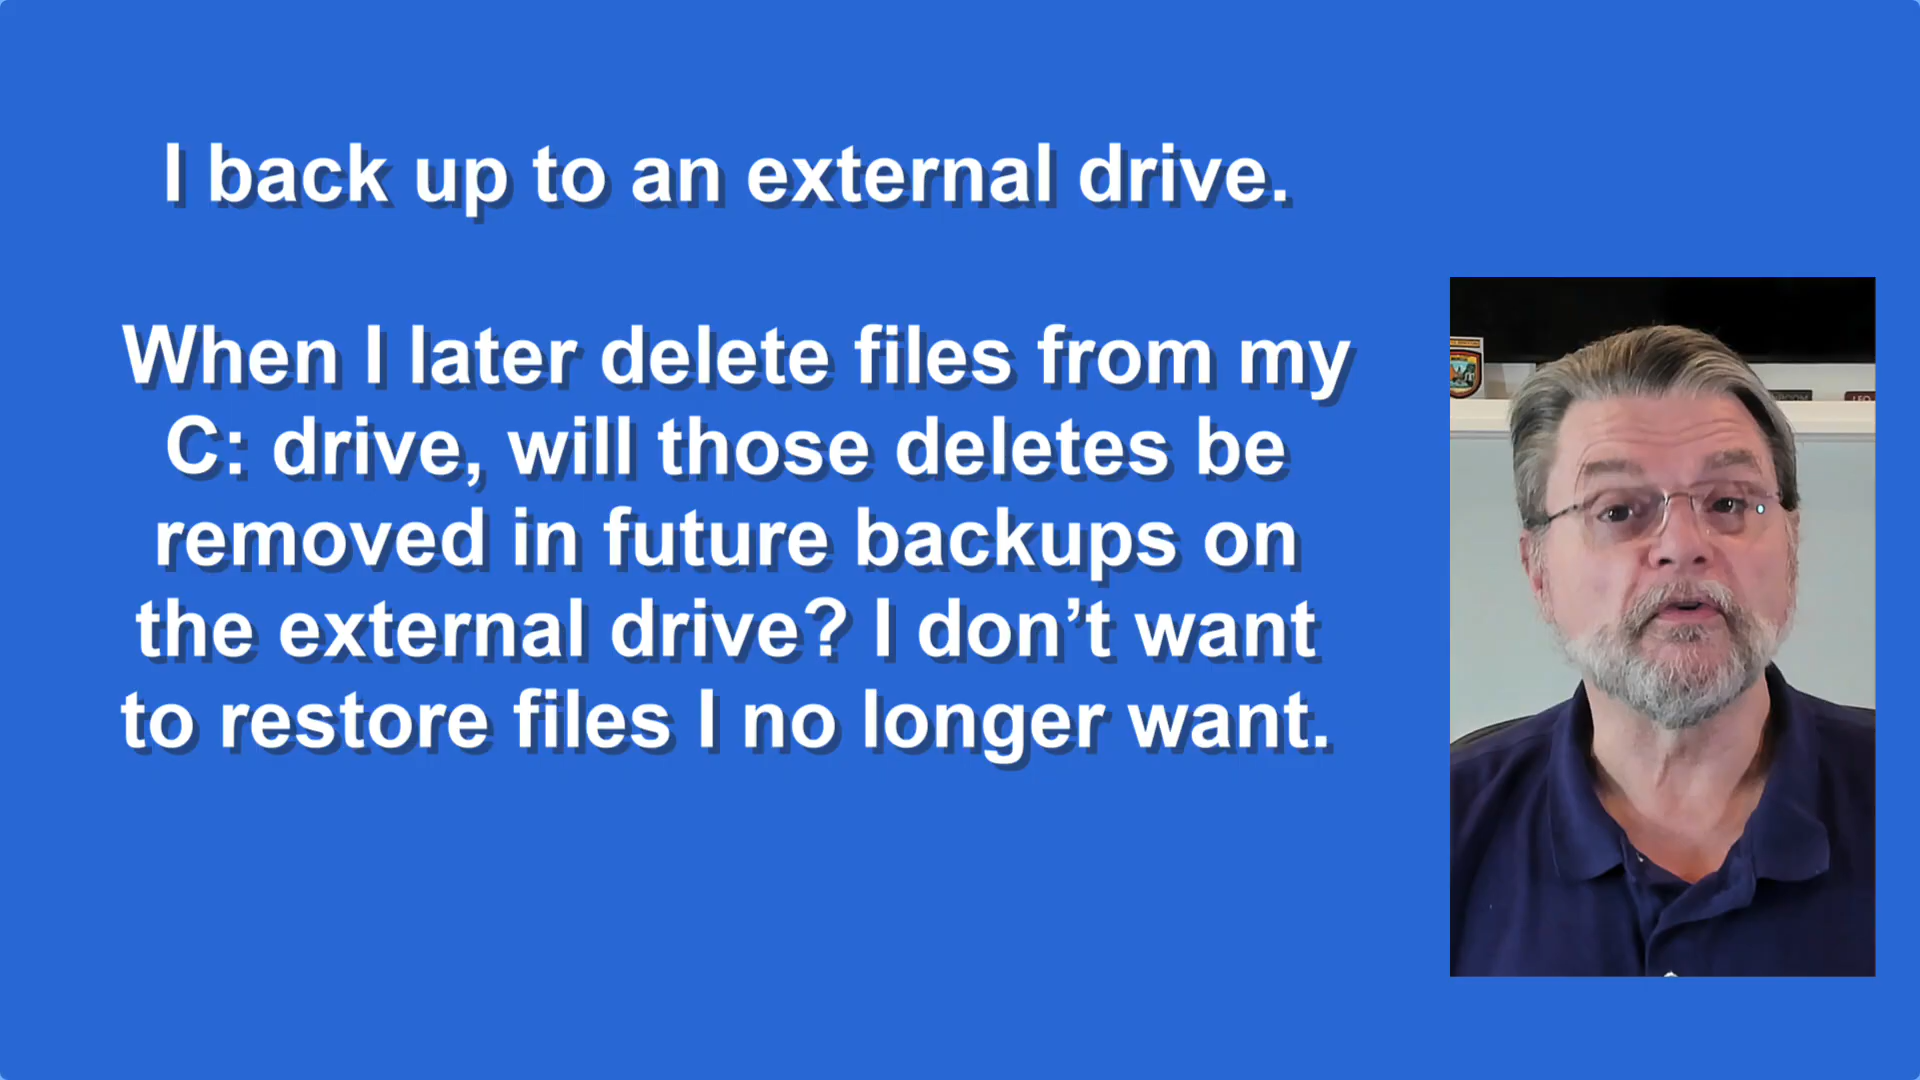 I back up to an external drive.
When I later delete files from my
C: drive, will those deletes be
removed in future backups on
the external drive? I don’t want
to restore files I no longer want.